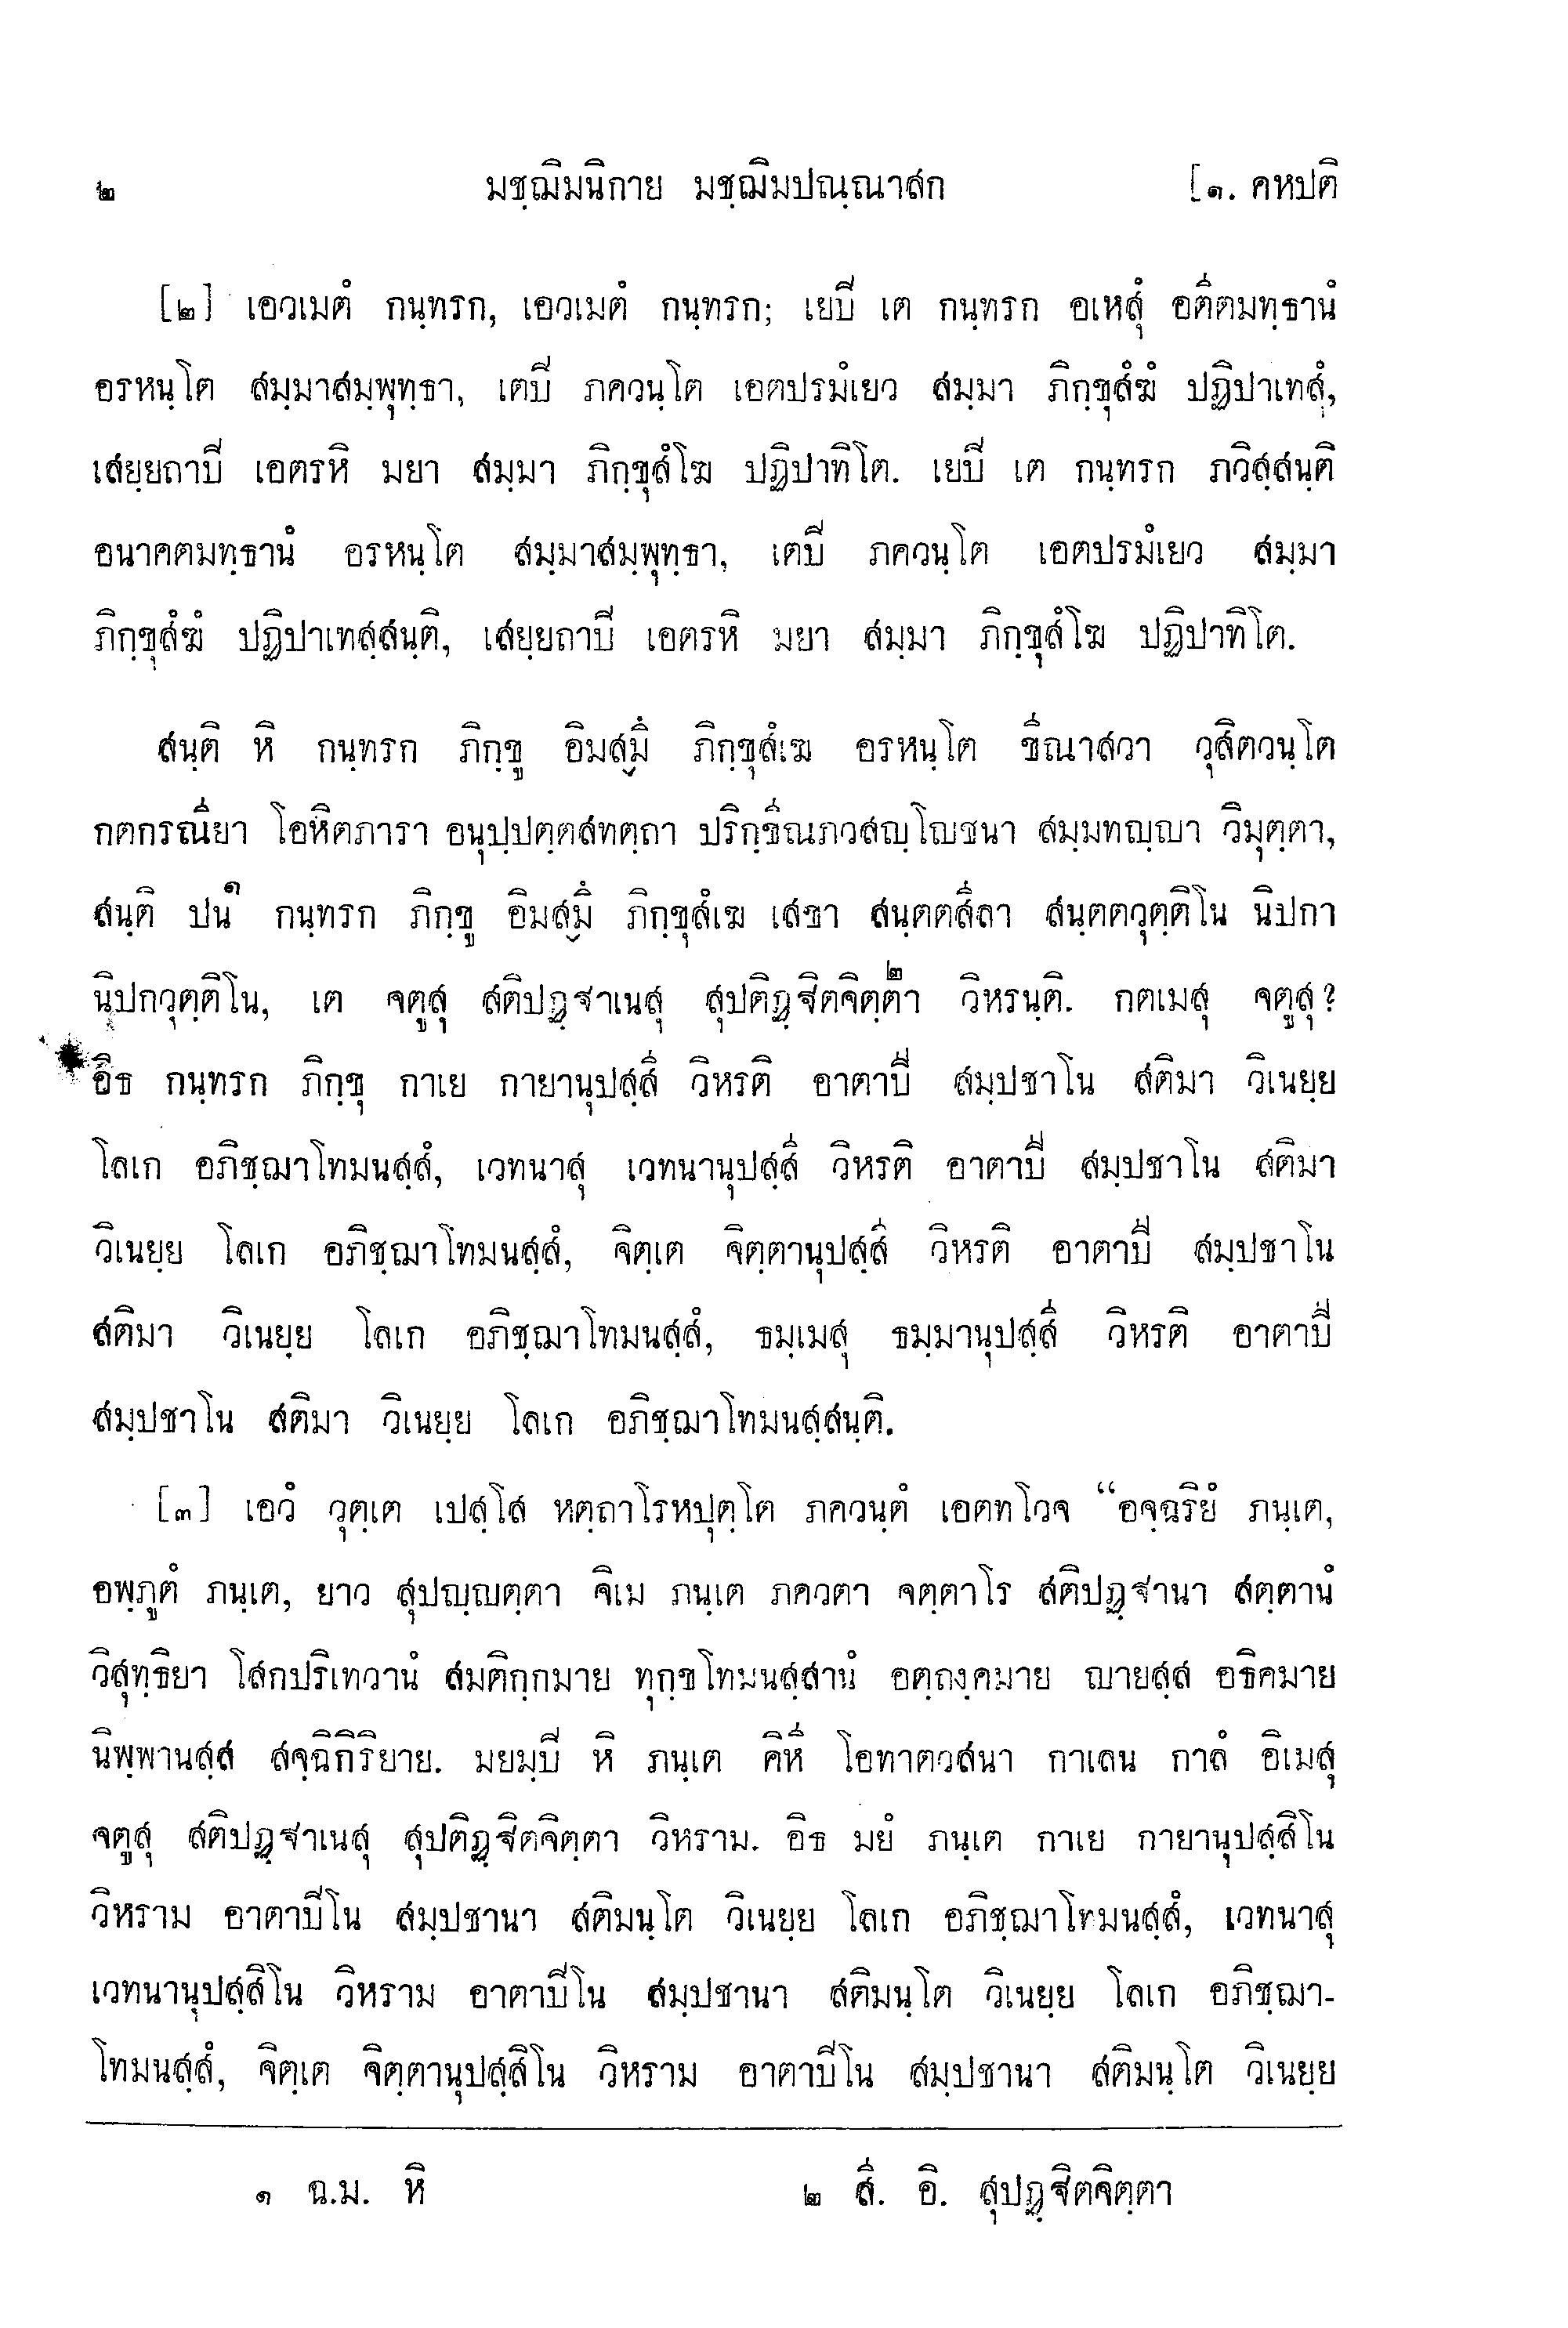 ๒ มชฺฌิมนิกาย มชฺฌิมปณฺณาสก [๑. คหปติ
[๒] เอวเมตํ กนฺทรก, เอวเมตํ กนฺทรก; เยปิ เต กนฺทรก อเหสุํ อตีตมทฺธานํ
อรหนฺโต สมฺมาสมฺพุทฺธา, เตปิ ภควนฺโต เอตปรมํเยว สมฺมา ภิกฺขุสํฆํ ปฏิปาเทสุํ,
เสยฺยถาปิ เอตรหิ มยา สมฺมา ภิกฺขุสํโฆ ปฏิปาทิโต. เยปิ เต กนฺทรก ภวิสฺสนฺติ
อนาคตมทฺธานํ อรหนฺโต สมฺมาสมฺพุทฺธา, เตปิ ภควนฺโต เอตปรมํเยว สมฺมา
ภิกฺขุสํฆํ ปฏิปาเทสฺสนฺติ, เสยฺยถาปิ เอตรหิ มยา สมฺมา ภิกฺขุสํโฆ ปฏิปาทิโต.
สนฺติ หิ กนฺทรก ภิกฺขู อิมสฺมึ ภิกฺขุสํเฆ อรหนฺโต ขีณาสวา วุสิตวนฺโต
กตกรณียา โอหิตภารา อนุปฺปตฺตสทตฺถา ปริกฺขีณภวสญฺโญชนา สมฺมทญฺญา วิมุตฺตา,
สนฺติ ปน๑ กนฺทรก ภิกฺขู อิมสฺมึ ภิกฺขุสํเฆ เสขา สนฺตตสีลา สนฺตตวุตฺติโน นิปกา
นิปกวุตฺติโน, เต จตูสุ สติปฏฺฐาเนสุ สุปติฏฺฐิตจิตฺตา๒ วิหรนฺติ. กตเมสุ จตูสุ?
อิธ กนฺทรก ภิกฺขุ กาเย กายานุปสฺสี วิหรติ อาตาปี สมฺปชาโน สติมา วิเนยฺย
โลเก อภิชฺฌาโทมนสฺสํ, เวทนาสุ เวทนานุปสฺสี วิหรติ อาตาปี สมฺปชาโน สติมา
วิเนยฺย โลเก อภิชฺฌาโทมนสฺสํ, จิตฺเต จิตฺตานุปสฺสี วิหรติ อาตาปี สมฺปชาโน
สติมา วิเนยฺย โลเก อภิชฺฌาโทมนสฺสํ, ธมฺเมสุ ธมฺมานุปสฺสี วิหรติ อาตาปี
สมฺปชาโน สติมา วิเนยฺย โลเก อภิชฺฌาโทมนสฺสนฺติ.
[๓] เอวํ วุตฺเต เปสฺโส หตฺถาโรหปุตฺโต ภควนฺตํ เอตทโวจ “อจฺฉริยํ ภนฺเต,
อพฺภูตํ ภนฺเต, ยาว สุปญฺญตฺตา จิเม ภนฺเต ภควตา จตฺตาโร สติปฏฺฐานา สตฺตานํ
วิสุทฺธิยา โสกปริเทวานํ สมติกฺกมาย ทุกฺขโทมนสฺสานํ อตฺถงฺคมาย ญายสฺส อธิคมาย
นิพฺพานสฺส สจฺฉิกิริยาย. มยมฺปิ หิ ภนฺเต คิหี โอทาตวสนา กาเลน กาลํ อิเมสุ
จตูสุ สติปฏฺฐาเนสุ สุปติฏฺฐิตจิตฺตา วิหราม. อิธ มยํ ภนฺเต กาเย กายานุปสฺสิโน
วิหราม อาตาปิโน สมฺปชานา สติมนฺโต วิเนยฺย โลเก อภิชฺฌาโทมนสฺสํ, เวทนาสุ
เวทนานุปสฺสิโน วิหราม อาตาปิโน สมฺปชานา สติมนฺโต วิเนยฺย โลเก อภิชฺฌา-
โทมนสฺสํ, จิตฺเต จิตฺตานุปสฺสิโน วิหราม อาตาปิโน สมฺปชานา สติมนฺโต วิเนยฺย
๑ ฉ.ม. หิ ๒ สี. อิ. สุปฏฺฐิตจิตฺตา